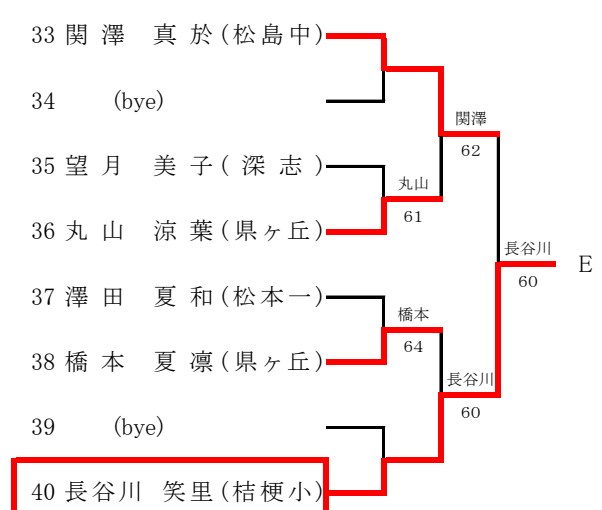 33 関 澤　真 於(松島中)
34　(bye)
関澤
62
35 望 月　美 子( 深 志 )
丸山
61
36 丸 山　涼 葉(県ヶ丘)
長谷川
60
E
37 澤 田　夏 和(松本一)
橋本
64
38 橋 本　夏 凛(県ヶ丘)
長谷川
60
39　(bye)
40 長谷川　笑里(桔梗小)